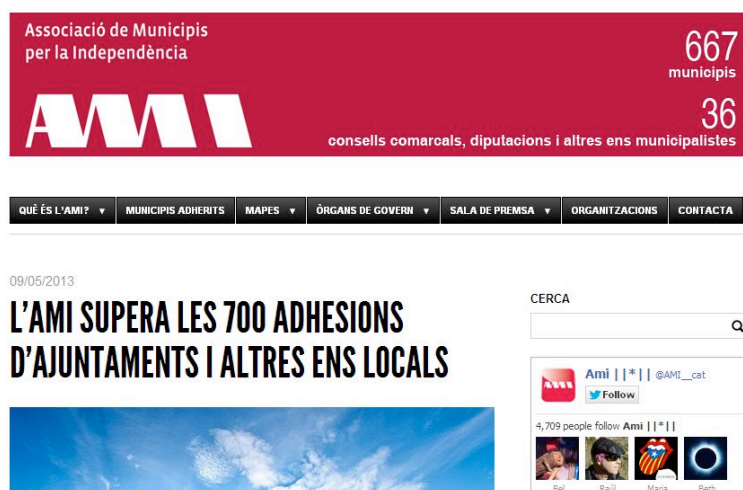 Associació de Municipis
per la Independència
AMI
667
municipis
36
consells comarcals, diputacions i altres ens municipalistes
QUÈ ÉS L'AMI? ▼ MUNICIPIS ADHERITS MAPES ▼ ÒRGANS DE GOVERN ▼ SALA DE PREMSA ▼ ORGANITZACIONS CONTACTA
09/05/2013
L'AMI SUPERA LES 700 ADHESIONS
D'AJUNTAMENTS I ALTRES ENS LOCALS
CERCA
Ami ||*|| @AMI__cat
Follow
4,709 people follow Ami ||*||
Bel Raúl Maria Beth